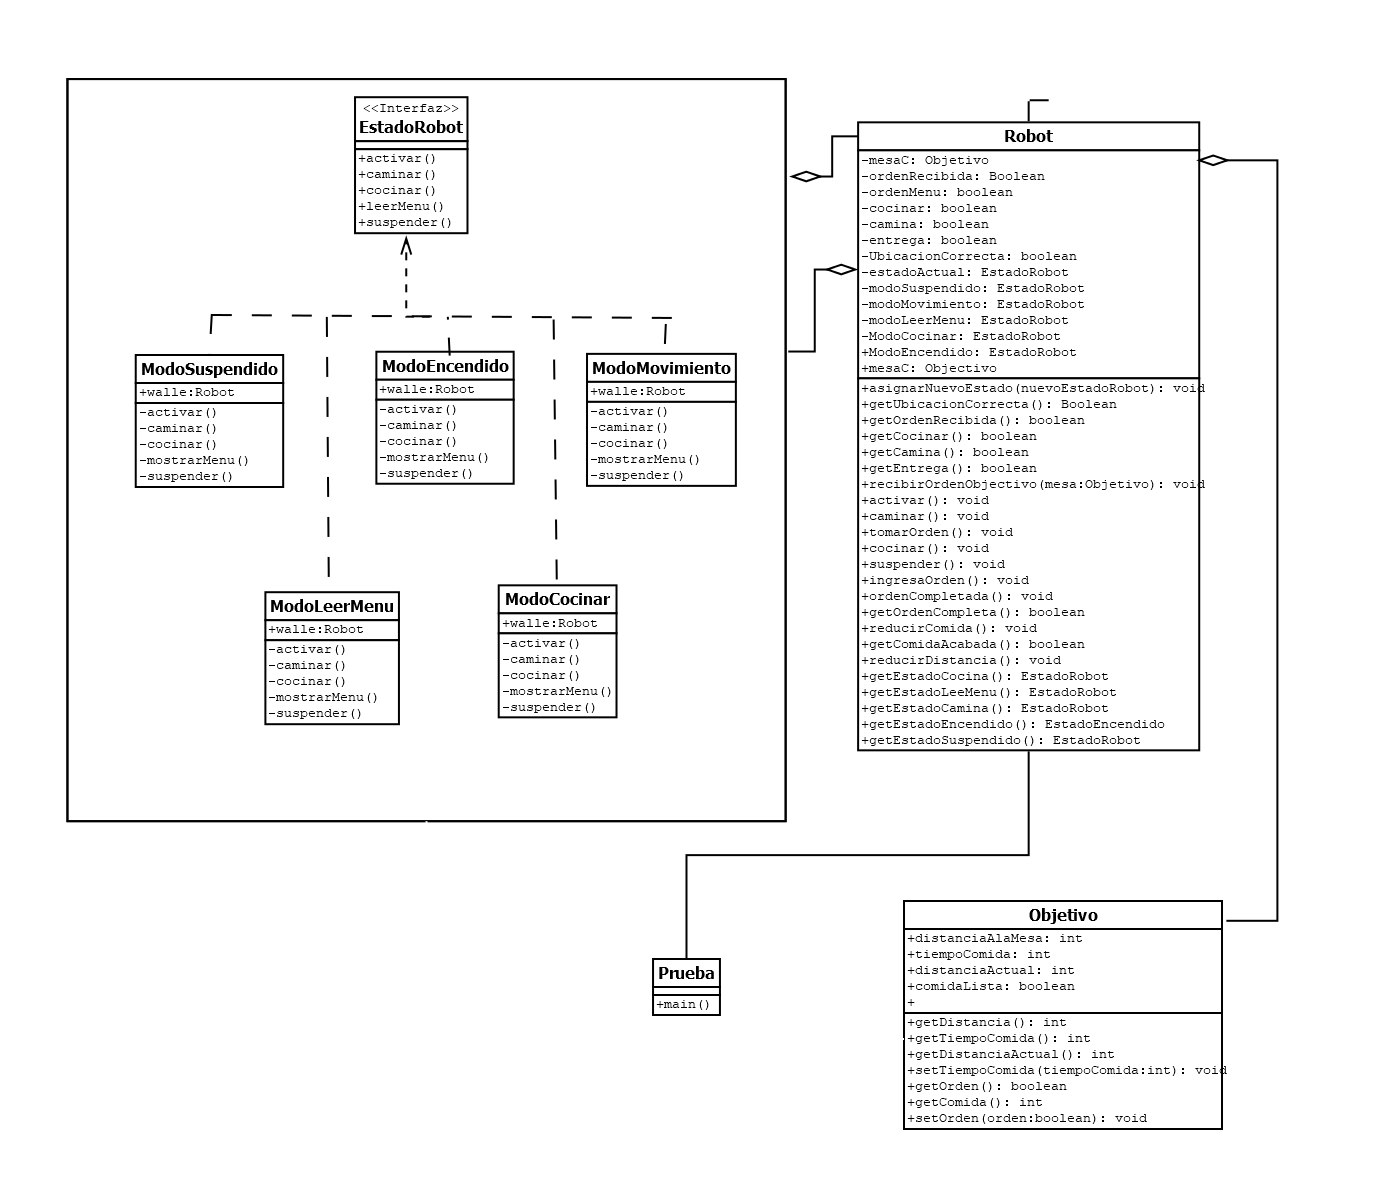 <<Interfaz>>
EstadoRobot
+activar()
+caminar()
+cocinar()
+leerMenu()
+suspender()
ModoSuspendido
+walle:Robot
-activar()
-caminar()
-cocinar()
-mostrarMenu()
-suspender()
ModoEncendido
+walle:Robot
-activar()
-caminar()
-cocinar()
-mostrarMenu()
-suspender()
ModoMovimiento
+walle:Robot
-activar()
-caminar()
-cocinar()
-mostrarMenu()
-suspender()
ModoLeerMenu
+walle:Robot
-activar()
-caminar()
-cocinar()
-mostrarMenu()
-suspender()
ModoCocinar
+walle:Robot
-activar()
-caminar()
-cocinar()
-mostrarMenu()
-suspender()
Robot
-mesaC: Objetivo
-ordenRecibida: Boolean
-ordenMenu: boolean
-cocinar: boolean
-camina: boolean
-entrega: boolean
-UbicacionCorrecta: boolean
-estadoActual: EstadoRobot
-modoSuspendido: EstadoRobot
-modoMovimiento: EstadoRobot
-modoLeerMenu: EstadoRobot
-ModoCocinar: EstadoRobot
+ModoEncendido: EstadoRobot
+mesaC: Objectivo
+asignarNuevoEstado(nuevoEstadoRobot): void
+getUbicacionCorrecta(): Boolean
+getOrdenRecibida(): boolean
+getCocinar(): boolean
+getCamina(): boolean
+getEntrega(): boolean
+recibirOrdenObjectivo(mesa:Objetivo): void
+activar(): void
+caminar(): void
+tomarOrden(): void
+cocinar(): void
+suspender(): void
+ingresaOrden(): void
+ordenCompletada(): void
+getOrdenCompleta(): boolean
+reducirComida(): void
+getComidaAcabada(): boolean
+reducirDistancia(): void
+getEstadoCocina(): EstadoRobot
+getEstadoLeeMenu(): EstadoRobot
+getEstadoCamina(): EstadoRobot
+getEstadoEncendido(): EstadoEncendido
+getEstadoSuspendido(): EstadoRobot
Prueba
+main()
Objetivo
+distanciaAlaMesa: int
+tiempoComida: int
+distanciaActual: int
+comidaLista: boolean
+
+getDistancia(): int
+getTiempoComida(): int
+getDistanciaActual(): int
+setTiempoComida(tiempoComida:int): void
+getOrden(): boolean
+getComida(): int
+setOrden(orden:boolean): void